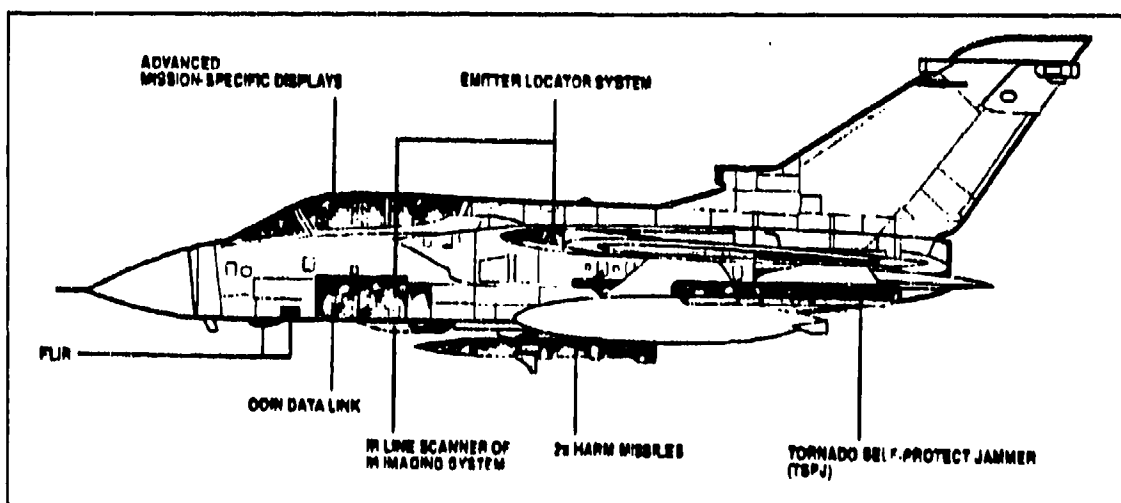 ADVANCED
MISSION-SPECIFIC DISPLAYS
EMITTER LOCATOR SYSTEM
FLIR
ODIN DATA LINK
IR LINE SCANNER OF
IR IMAGING SYSTEM
2x HARM MISSILES
TORNADO SELF-PROTECT JAMMER
(TSPJ)